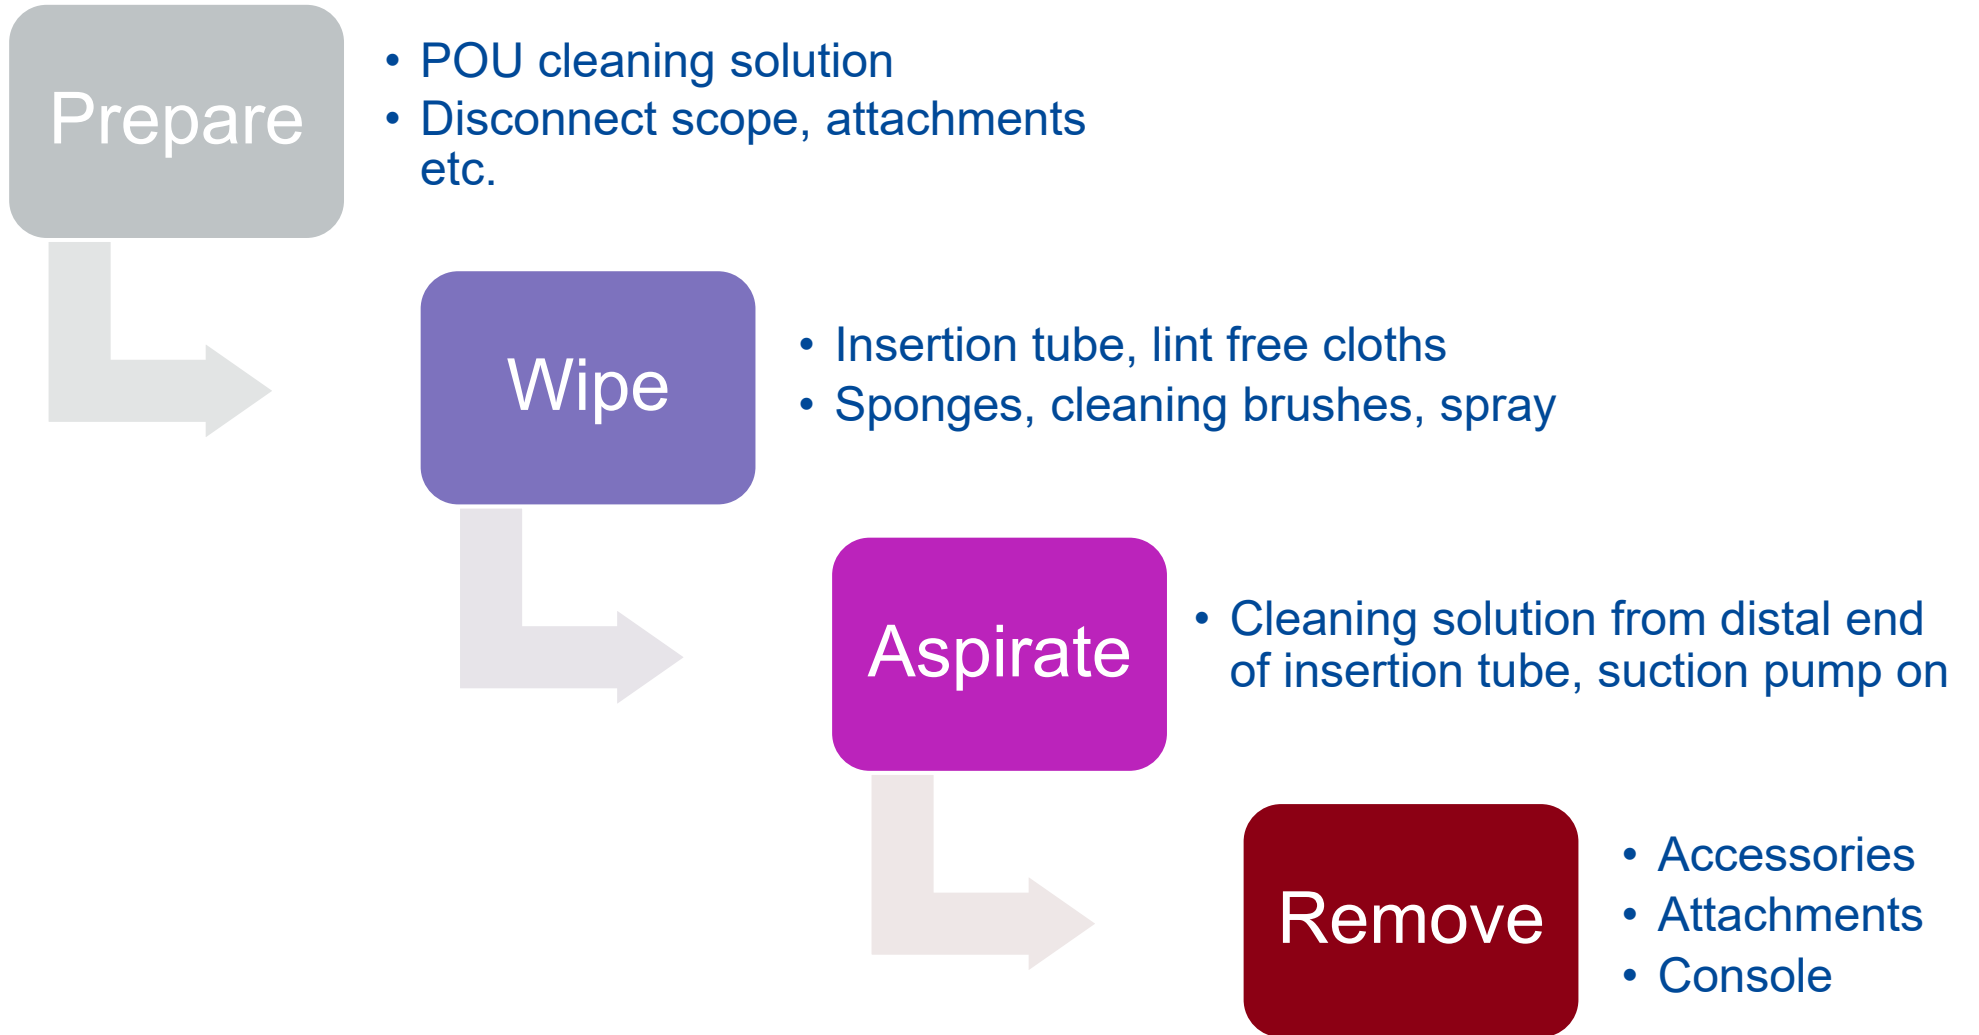 Prepare
• POU cleaning solution
• Disconnect scope, attachments
etc.
Wipe
• Insertion tube, lint free cloths
• Sponges, cleaning brushes, spray
Aspirate
• Cleaning solution from distal end
of insertion tube, suction pump on
Remove
• Accessories
• Attachments
• Console